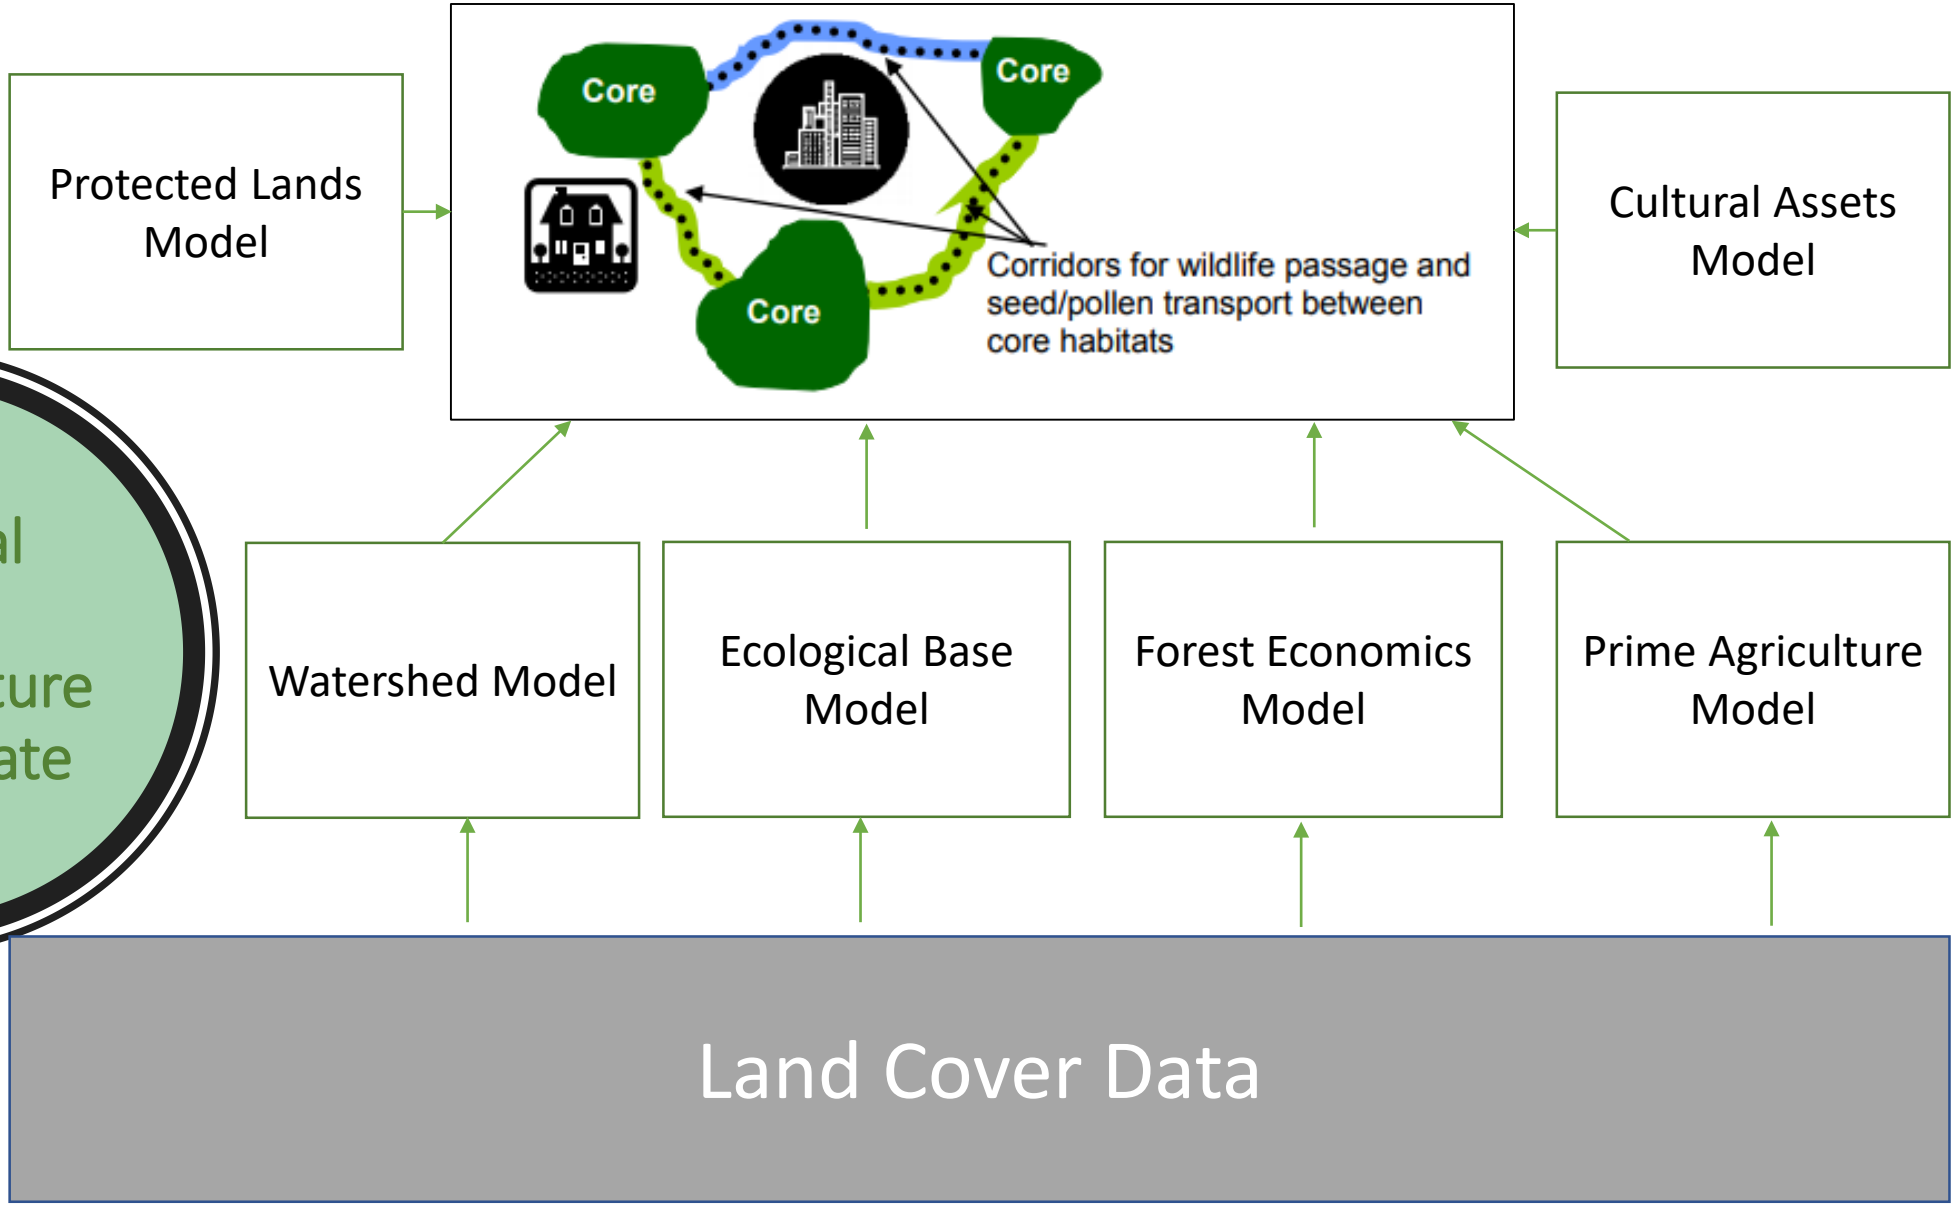 Core
Core
Core
Corridors for wildlife passage and
seed/pollen transport between
core habitats
Protected Lands
Model
Cultural Assets
Model
Watershed Model
Ecological Base
Model
Forest Economics
Model
Prime Agriculture
Model
Land Cover Data